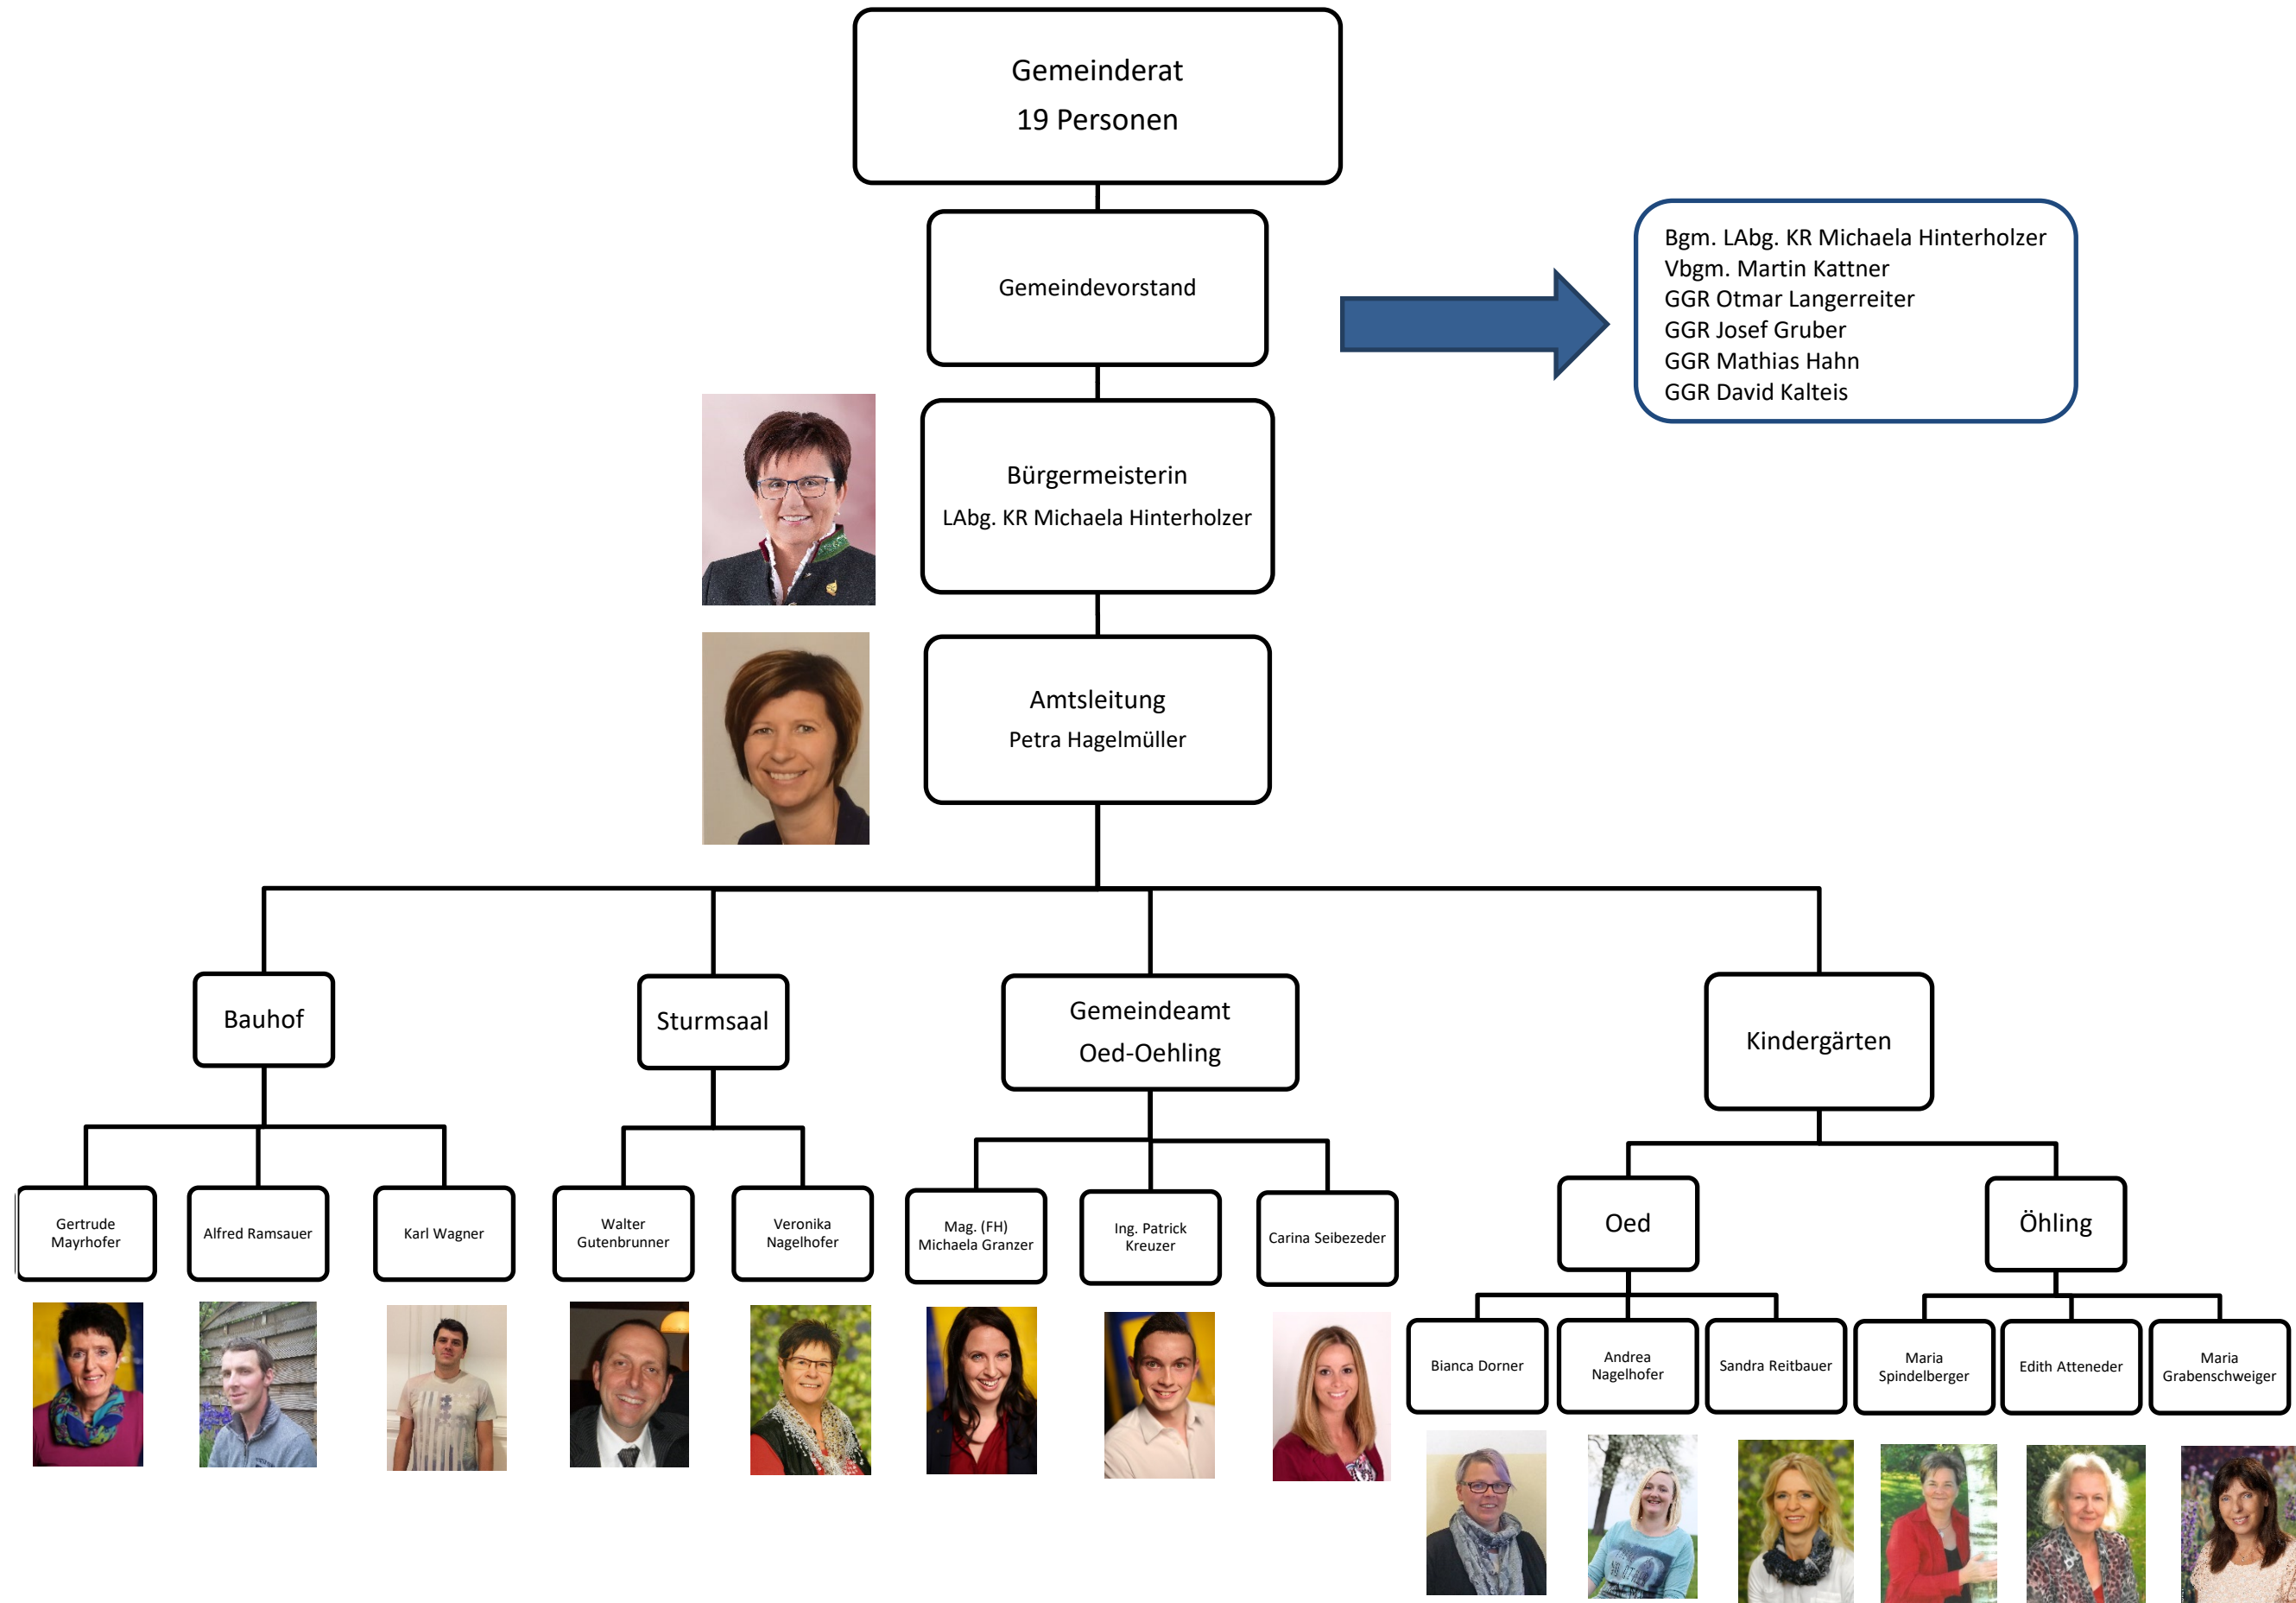 Gemeinderat
19 Personen
Gemeindevorstand
Bgm. LAbg. KR Michaela Hinterholzer
Vbgm. Martin Kattner
GGR Otmar Langerreiter
GGR Josef Gruber
GGR Mathias Hahn
GGR David Kalteis
Bürgermeisterin
LAbg. KR Michaela Hinterholzer
Amtsleitung
Petra Hagelmüller
Bauhof
Sturmsaal
Gemeindeamt
Oed-Oehling
Kindergärten
Gertrude
Mayrhofer
Alfred Ramsauer
Karl Wagner
Walter
Gutenbrunner
Veronika
Nagelhofer
Mag. (FH)
Michaela Granzer
Ing. Patrick
Kreuzer
Carina Seibezeder
Oed
Öhling
Bianca Dorner
Andrea
Nagelhofer
Sandra Reitbauer
Maria
Spindelberger
Edith Atteneder
Maria
Grabenschweiger